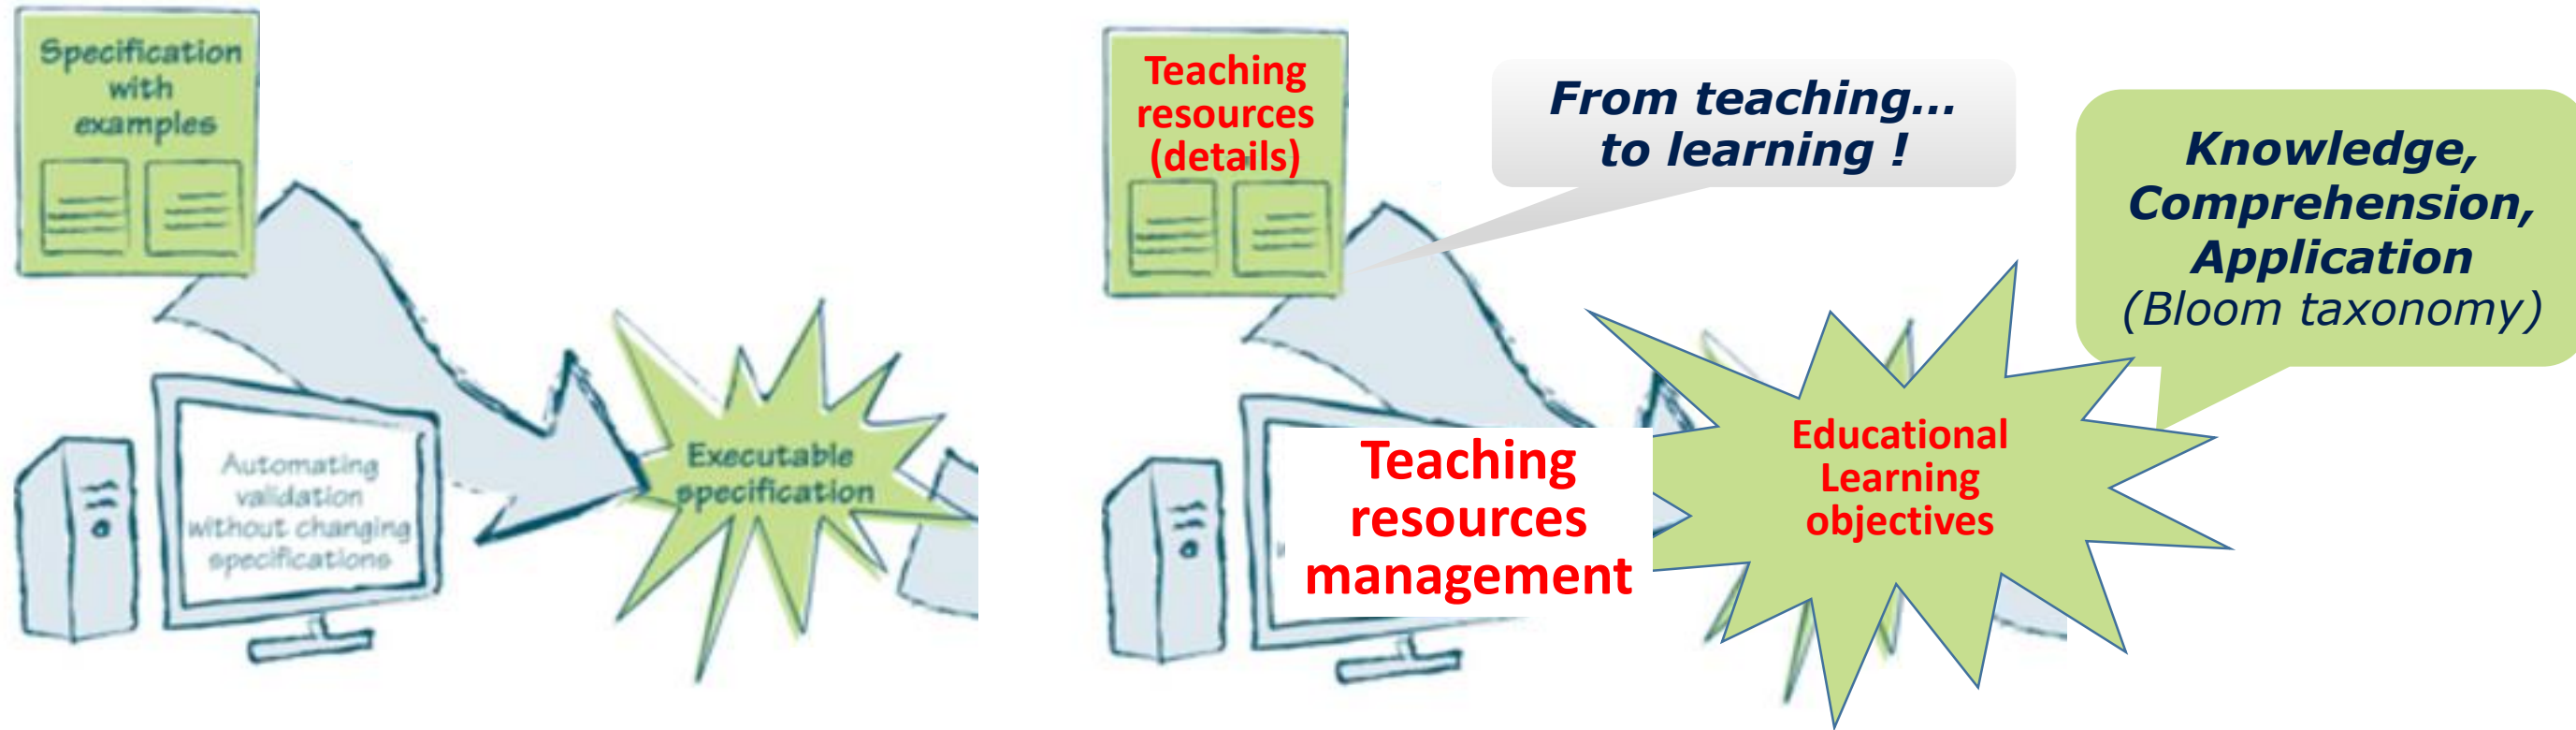 Specification
with
examples
Automating
validation
without changing
specifications
Executable
specification
Teaching
resources
(details)
From teaching...
to learning !
Knowledge,
Comprehension,
Application
(Bloom taxonomy)
Teaching
resources
management
Educational
Learning
objectives